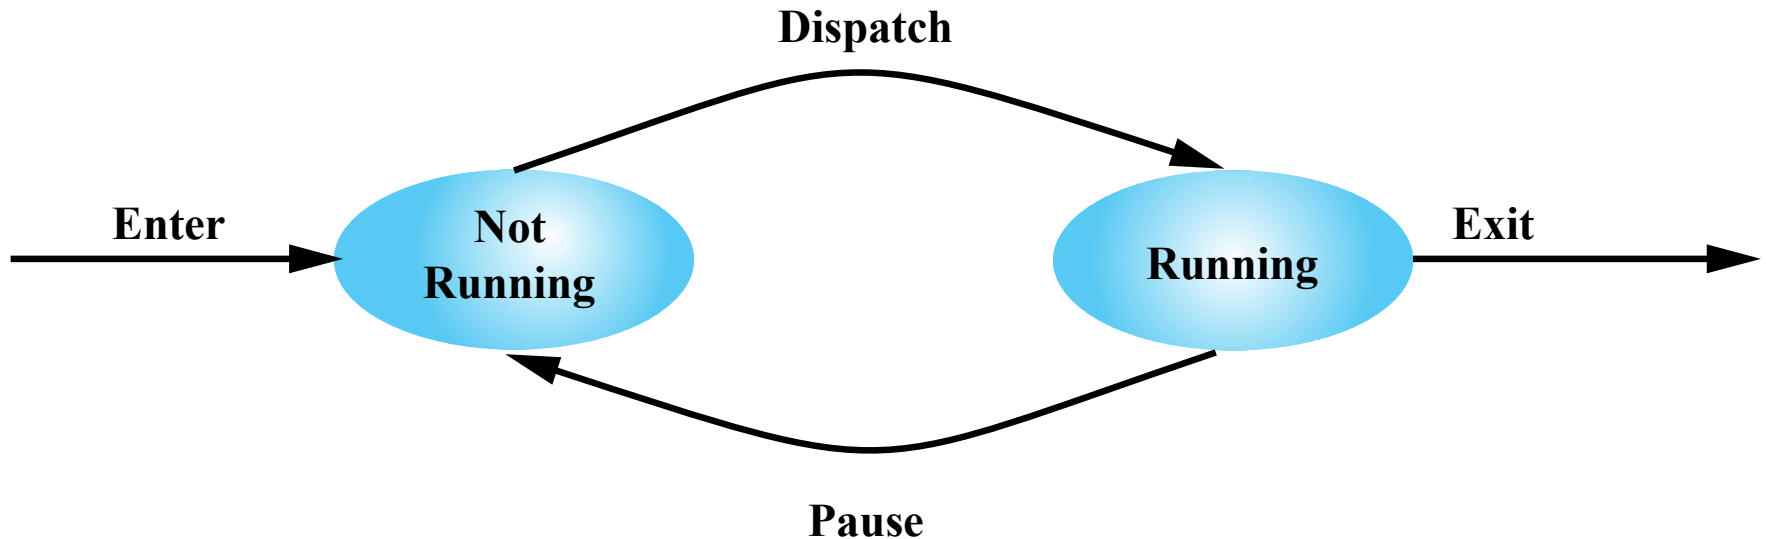 Dispatch
Enter
Not
Running
Running
Exit
Pause